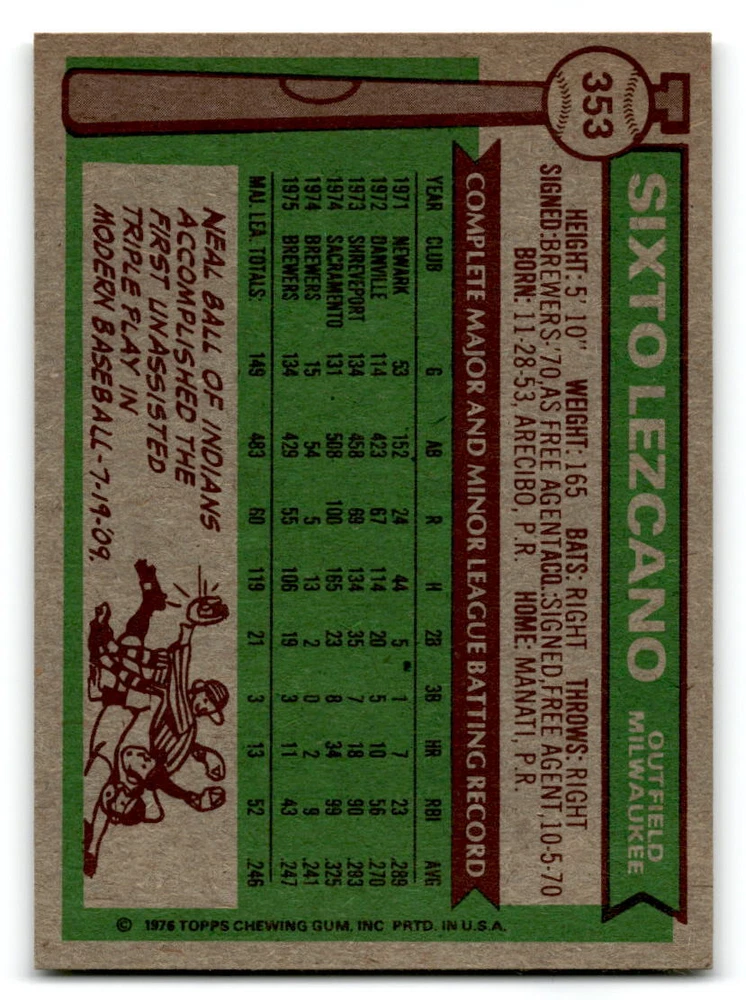 353
SIXTO LEZCANO
OUTFIELD
MILWAUKEE
HEIGHT: 5' 10" WEIGHT: 165 BATS: RIGHT THROWS: RIGHT
SIGNED:BREWERS:'70,AS FREE AGENTACQ.:SIGNED,FREE AGENT,10-5-70
BORN: 11-28-53, ARECIBO, P.R. HOME: MANATI, P.R.
COMPLETE MAJOR AND MINOR LEAGUE BATTING RECORD
YEAR CLUB G AB R H 2B 3B HR RBI AVG
1971 NEWARK 53 152 24 44 5 1 7 23 .289
1972 DANVILLE 114 423 67 114 20 5 10 56 .270
1973 SHREVEPORT 134 458 69 134 35 7 18 90 .293
1974 SACRAMENTO 131 508 100 165 23 8 34 99 .325
1974 BREWERS 15 54 5 13 2 0 2 9 .241
1975 BREWERS 134 429 55 106 19 3 11 43 .247
MAJ. LEA. TOTALS: 149 483 60 119 21 3 13 52 .246
NEAL BALL OF INDIANS
ACCOMPLISHED THE
FIRST UNASSISTED
TRIPLE PLAY IN
MODERN BASEBALL-7-19-'09.
© 1976 TOPPS CHEWING GUM, INC PRTD. IN U.S.A.